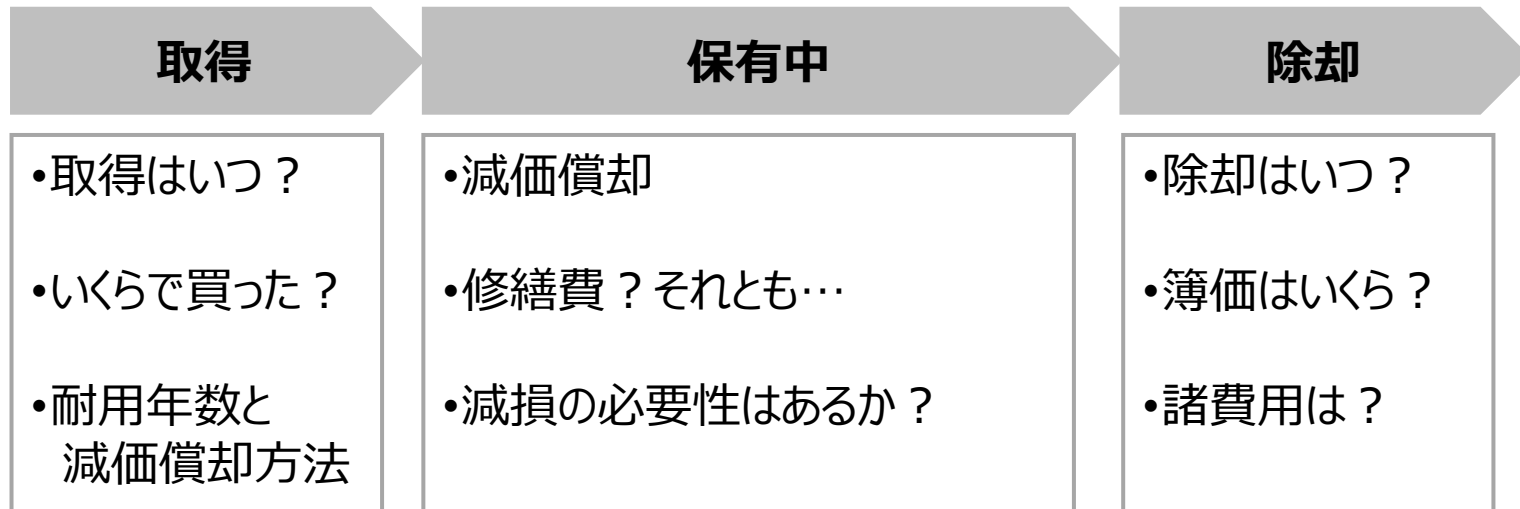 取得
保有中
除却
•取得はいつ？
•いくらで買った？
•耐用年数と
減価償却方法
•減価償却
•修繕費？それとも…
•減損の必要性はあるか？
•除却はいつ？
•簿価はいくら？
•諸費用は？